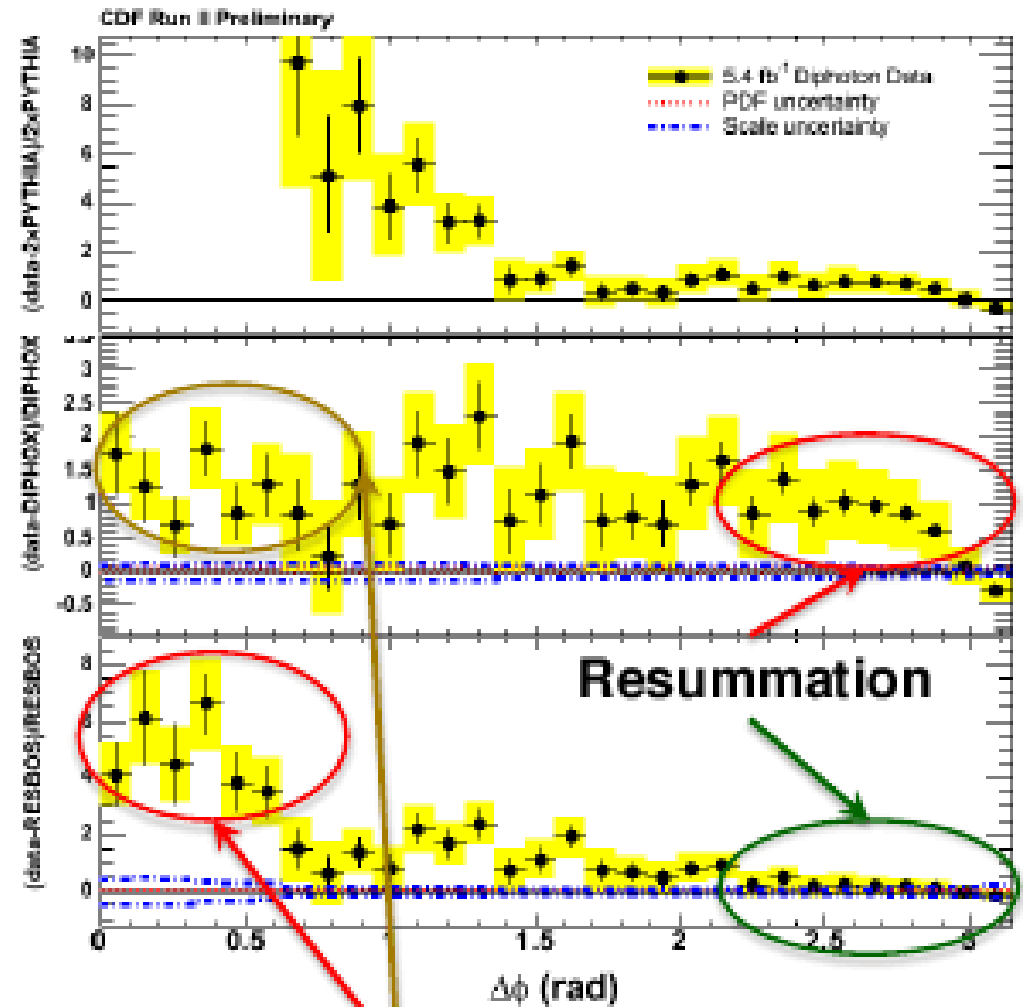 CDF Run II Preliminary
(data-2xPYTHIA)/2xPYTHIA
10
8
6
4
2
0
5.4 fb⁻¹ Diphoton Data
PDF uncertainty
Scale uncertainty
(data-DIPHOX)/DIPHOX
3
2.5
2
1.5
1
0.5
0
-0.5
(data-RESBOS)/RESBOS
8
6
4
2
0
Resummation
0 0.5 1 1.5 2 2.5 3
Δϕ (rad)